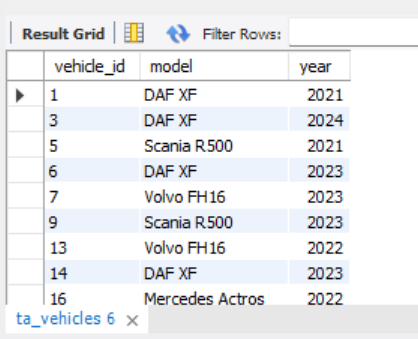 Result Grid Filter Rows:
vehicle_id model year
1 DAF XF 2021
3 DAF XF 2024
5 Scania R500 2021
6 DAF XF 2023
7 Volvo FH16 2023
9 Scania R500 2023
13 Volvo FH16 2022
14 DAF XF 2023
16 Mercedes Actros 2022
ta_vehicles 6